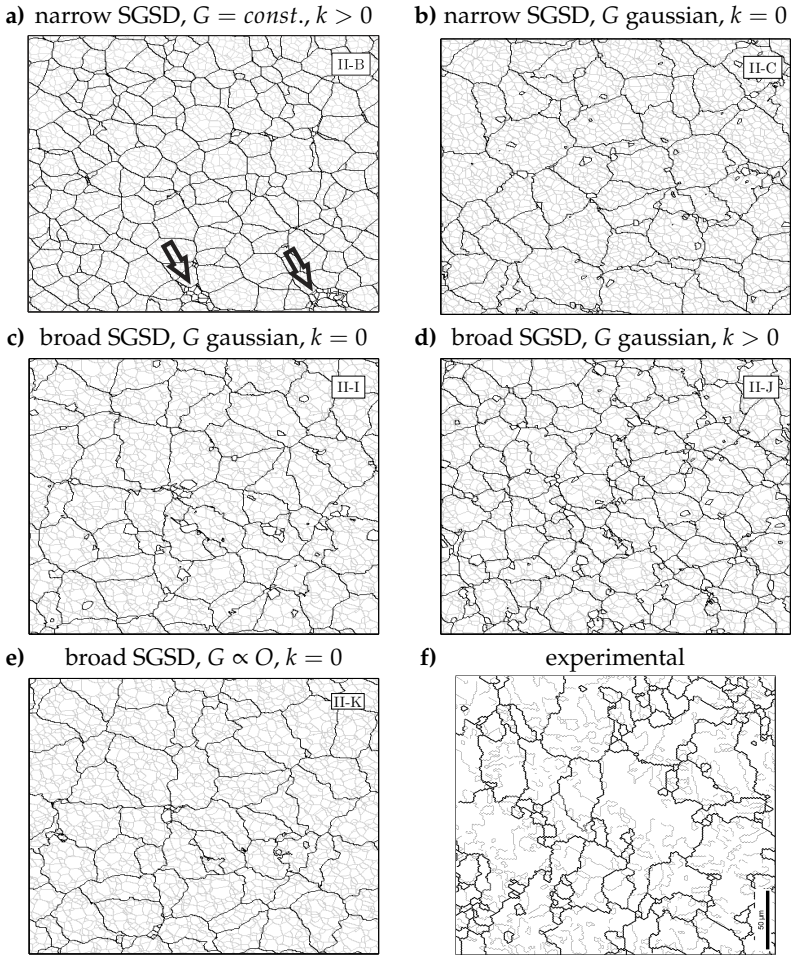 a) narrow SGSD, G = const., k > 0
II-B
b) narrow SGSD, G gaussian, k = 0
II-C
c) broad SGSD, G gaussian, k = 0
II-I
d) broad SGSD, G gaussian, k > 0
II-J
e) broad SGSD, G ∝ O, k = 0
II-K
f) experimental
50 µm